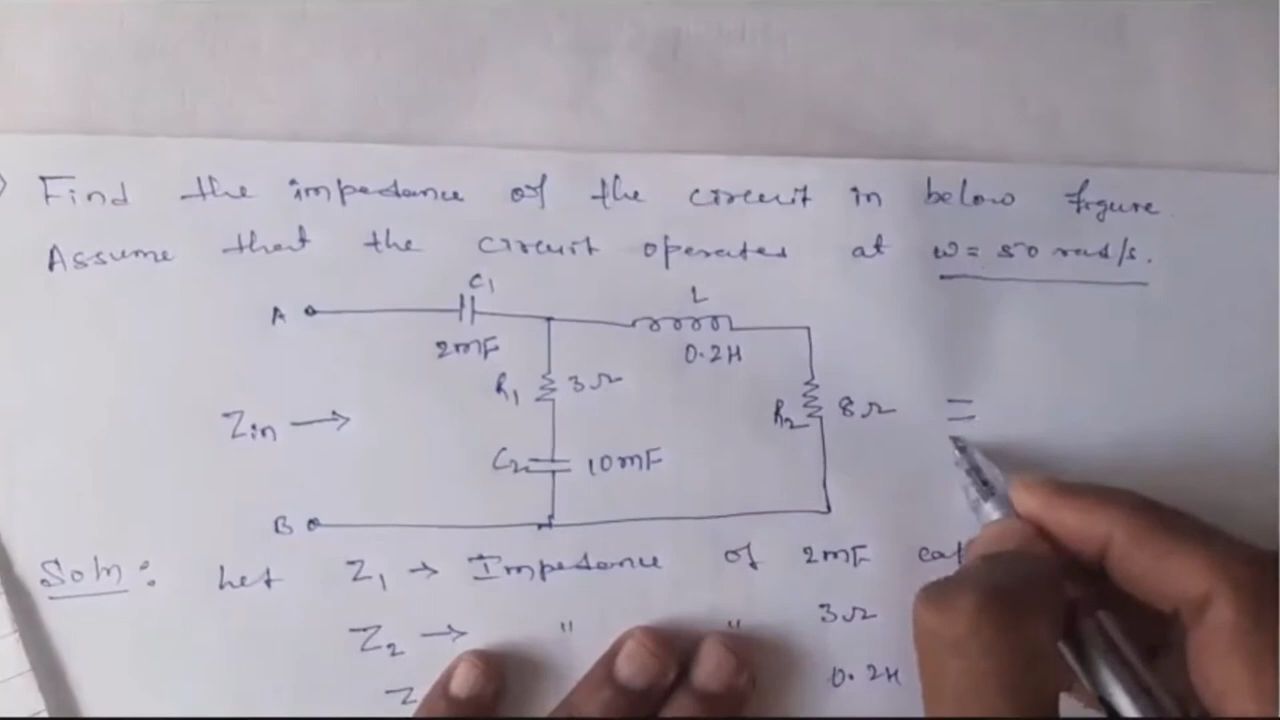 Find the impedance of the circuit in below figure.
Assume that the circuit operates at ω = 50 rad/s.
C1
L
A
2mF
0.2H
R1 3Ω
Zin →
R2 8Ω
=
C2 10mF
B
Soln: Let Z1 → Impedance of 2mF
Z2 → " " 3Ω
Z
0.2H